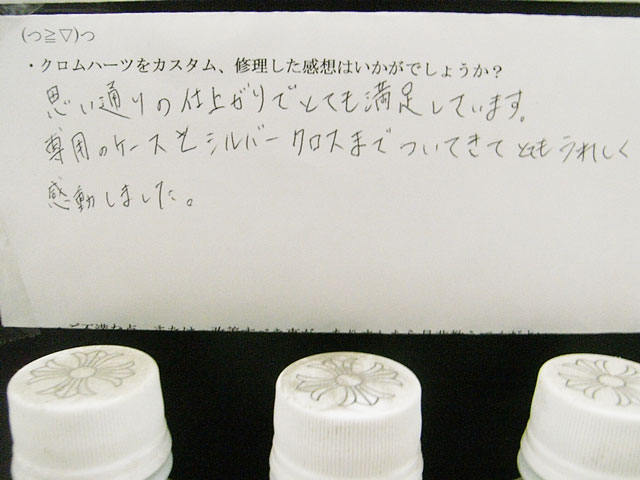 (っ≧▽)っ
・クロムハーツをカスタム、修理した感想はいかがでしょうか？
思い通りの仕上がりでとても満足しています。
専用のケースとシルバークロスまでついてきてとてもうれしく
感動しました。